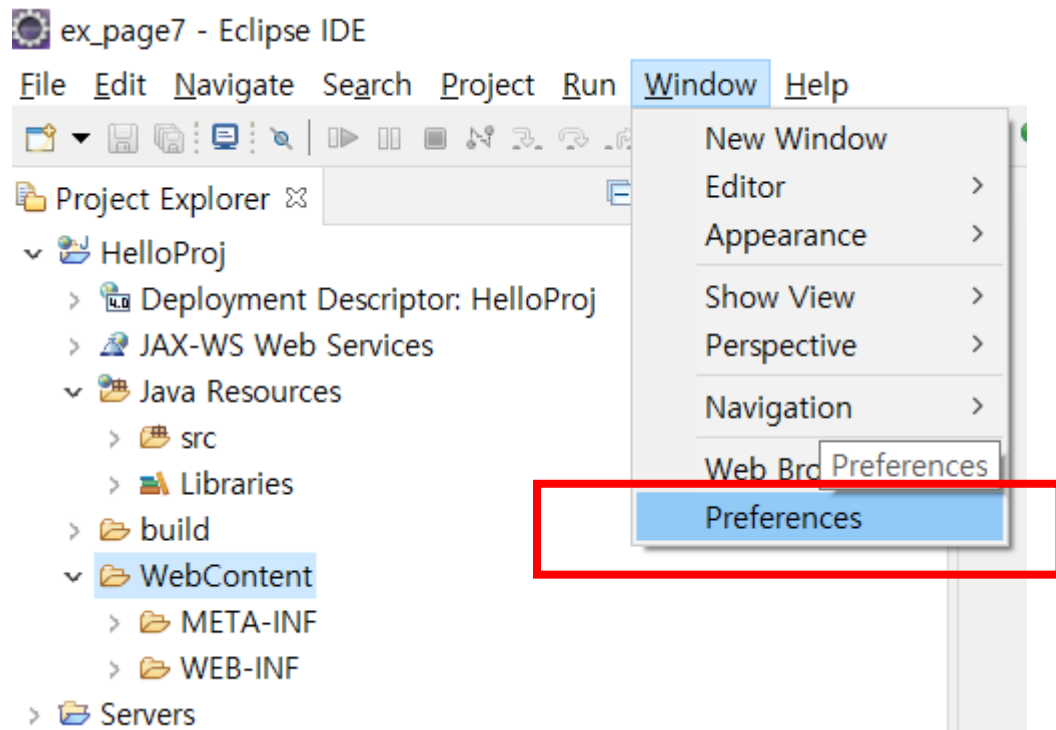 ex_page7 - Eclipse IDE
File Edit Navigate Search Project Run Window Help
Project Explorer
HelloProj
4.0 Deployment Descriptor: HelloProj
JAX-WS Web Services
Java Resources
src
Libraries
build
WebContent
META-INF
WEB-INF
Servers
New Window
Editor
Appearance
Show View
Perspective
Navigation
Web Bro
Preferences
Preferences